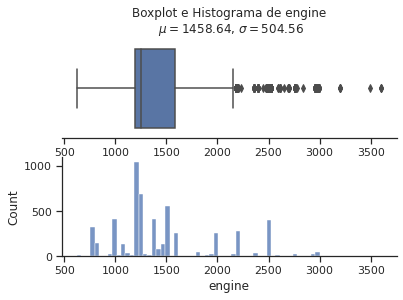 Boxplot e Histograma de engine
μ = 1458.64, σ = 504.56
500 1000 1500 2000 2500 3000 3500
1000
500
0
Count
500 1000 1500 2000 2500 3000 3500
engine